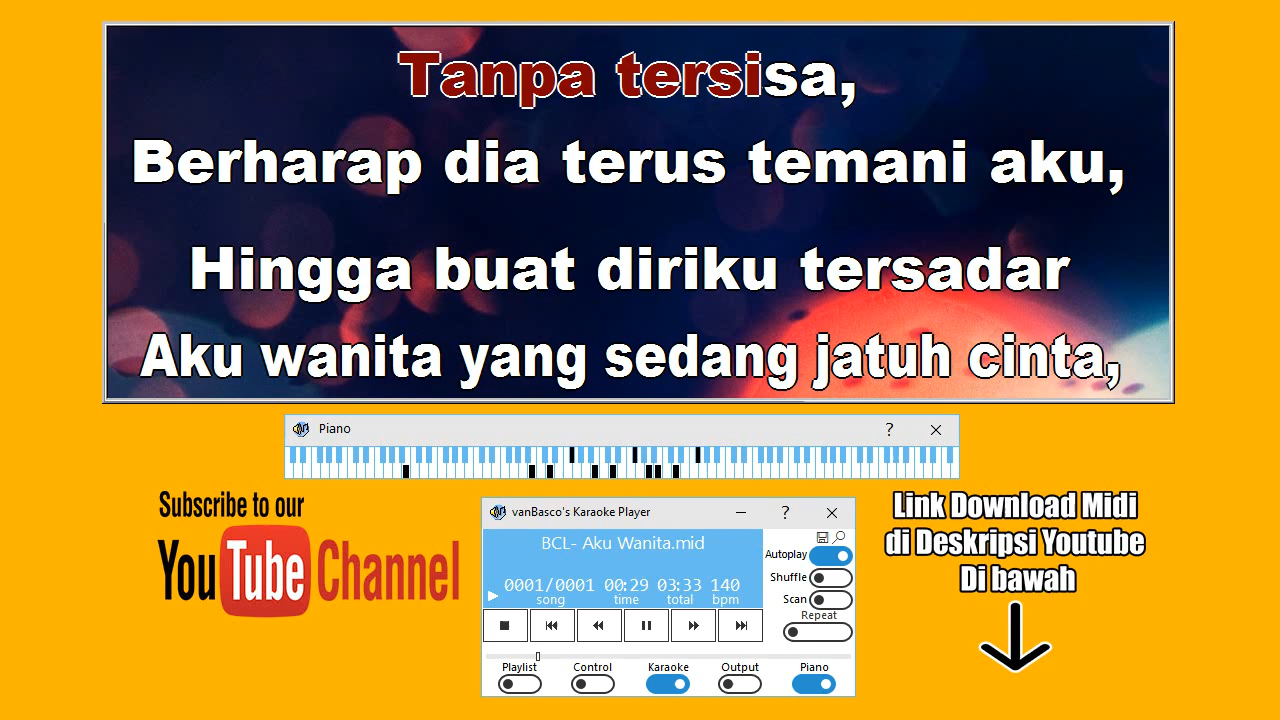 Tanpa tersisa,
Berharap dia terus temani aku,
Hingga buat diriku tersadar
Aku wanita yang sedang jatuh cinta,
Piano
?
Subscribe to our
YouTube Channel
vanBasco's Karaoke Player
?
BCL- Aku Wanita.mid
0001/0001 00:29 03:33 140
song time total bpm
Autoplay
Shuffle
Scan
Repeat
Playlist Control Karaoke Output Piano
Link Download Midi
di Deskripsi Youtube
Di bawah